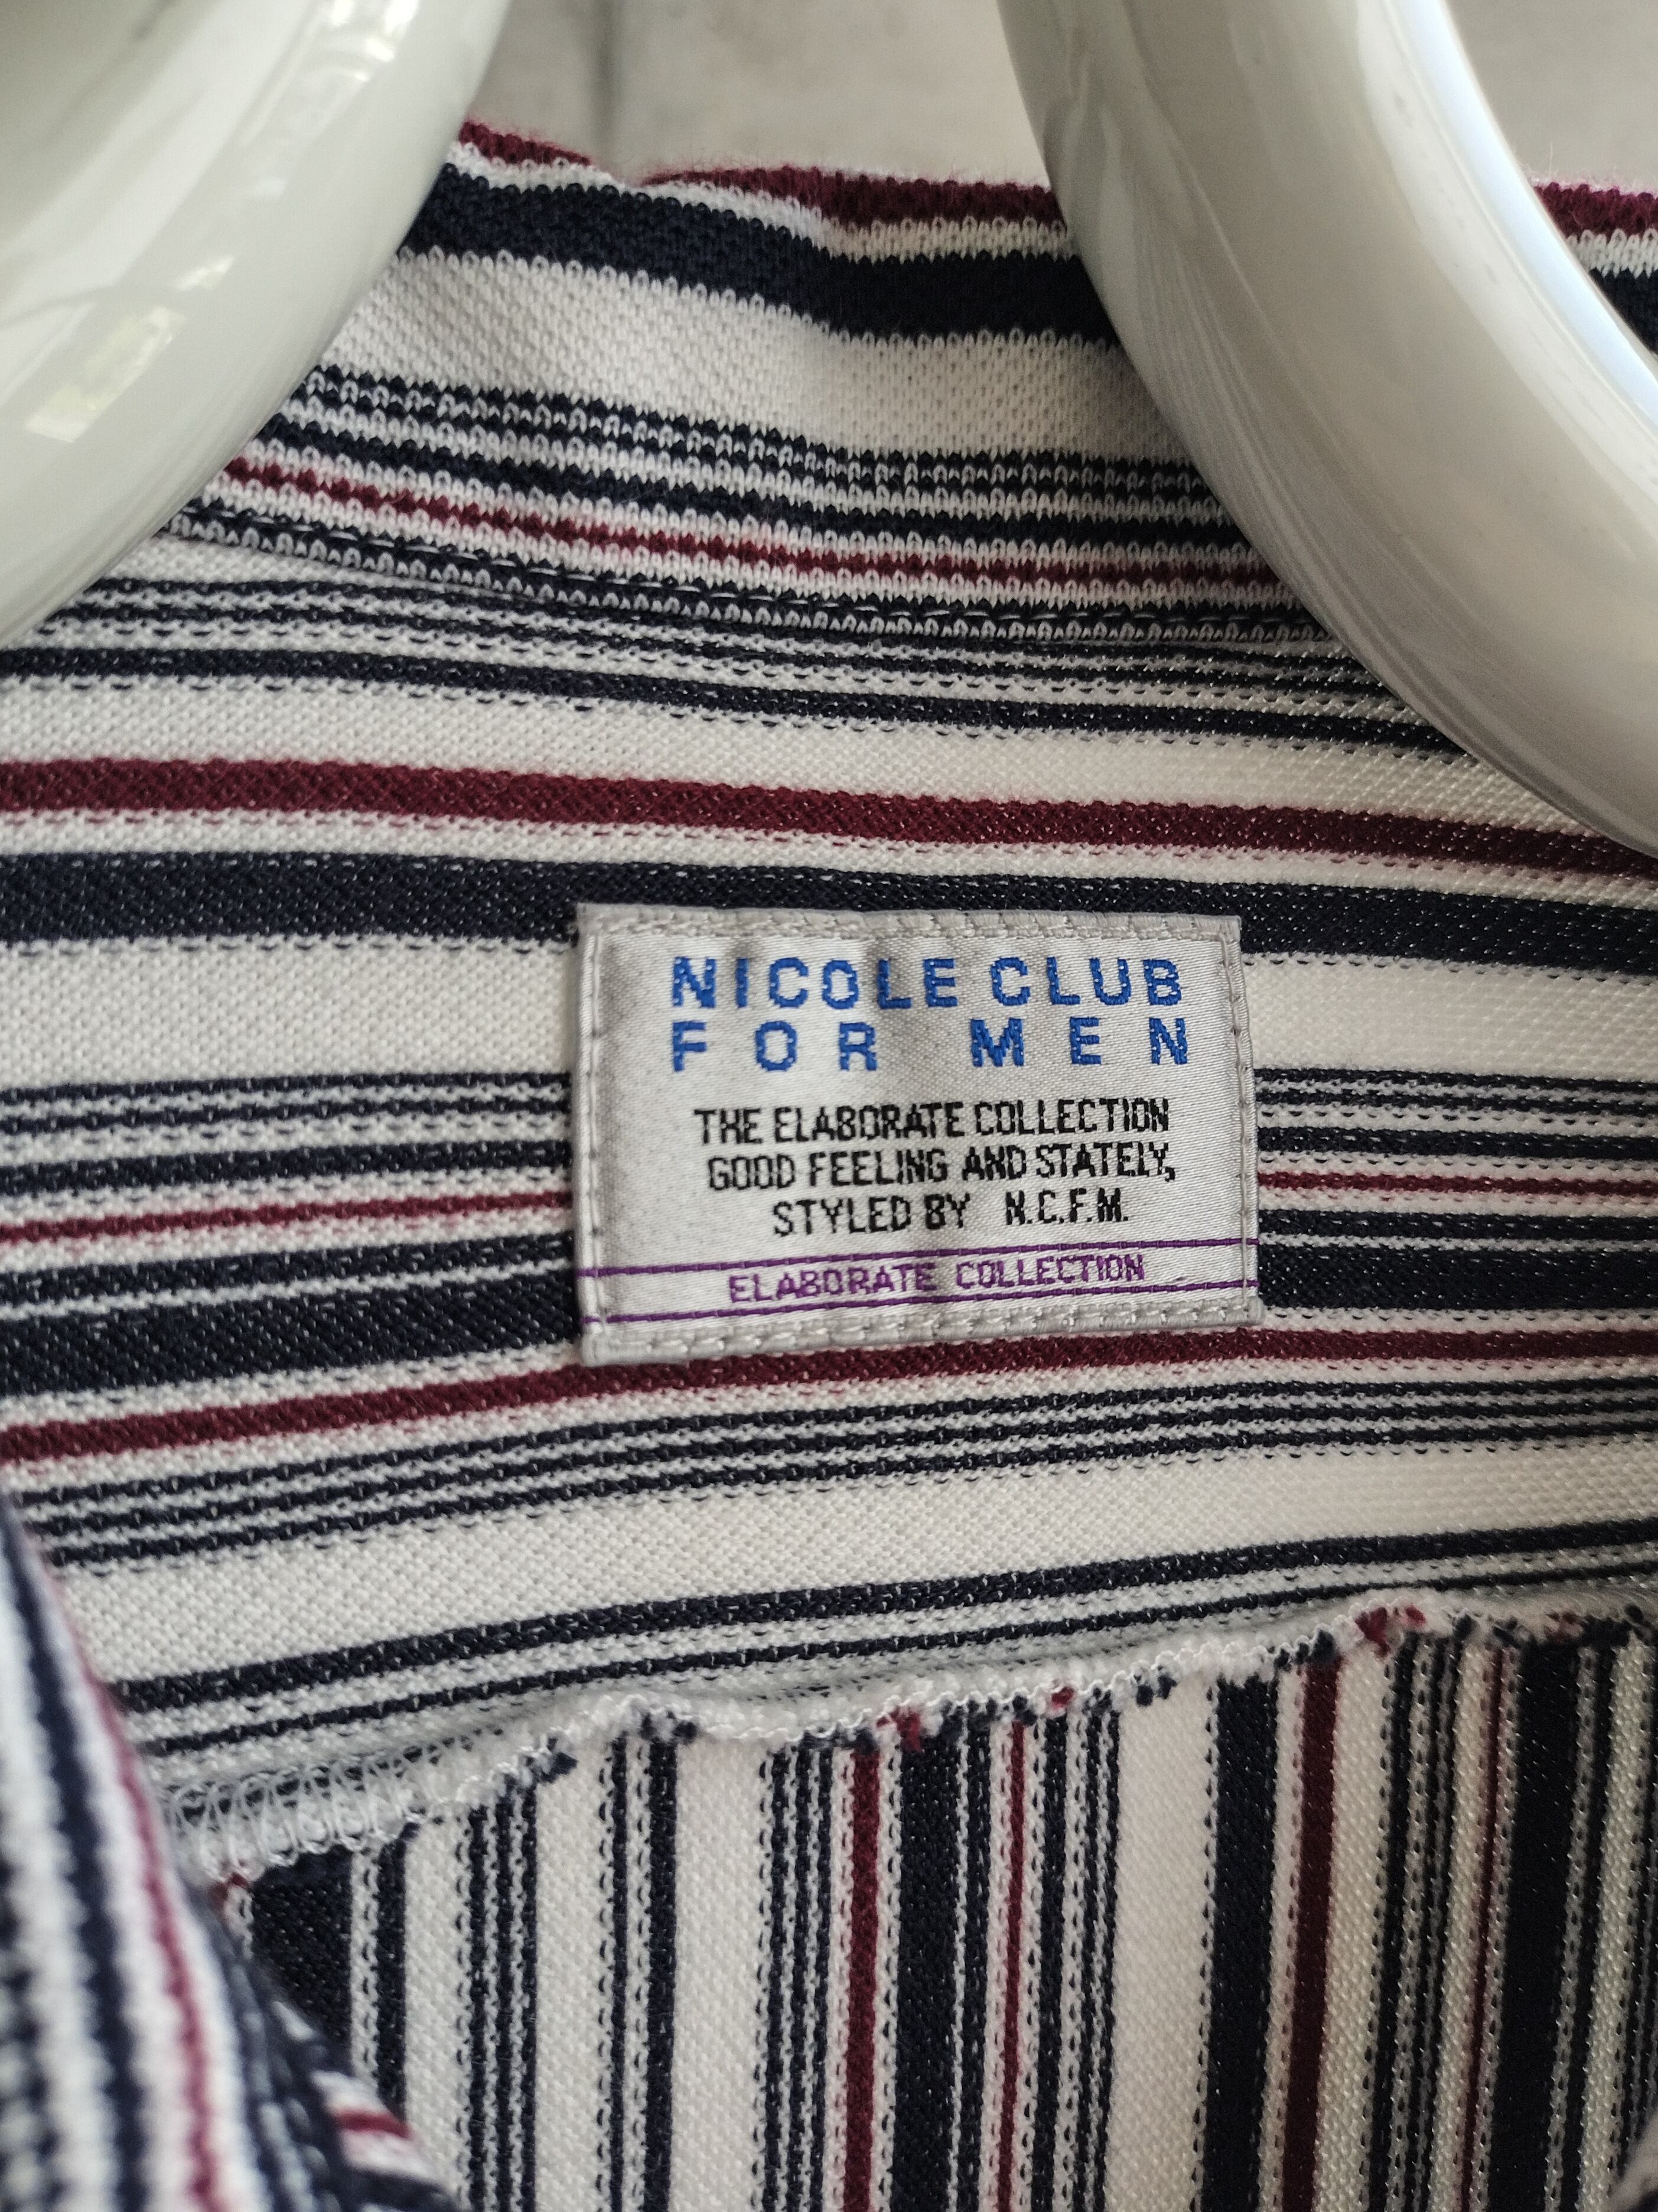 NICOLE CLUB
FOR MEN
THE ELABORATE COLLECTION
GOOD FEELING AND STATELY,
STYLED BY N.C.F.M.
ELABORATE COLLECTION